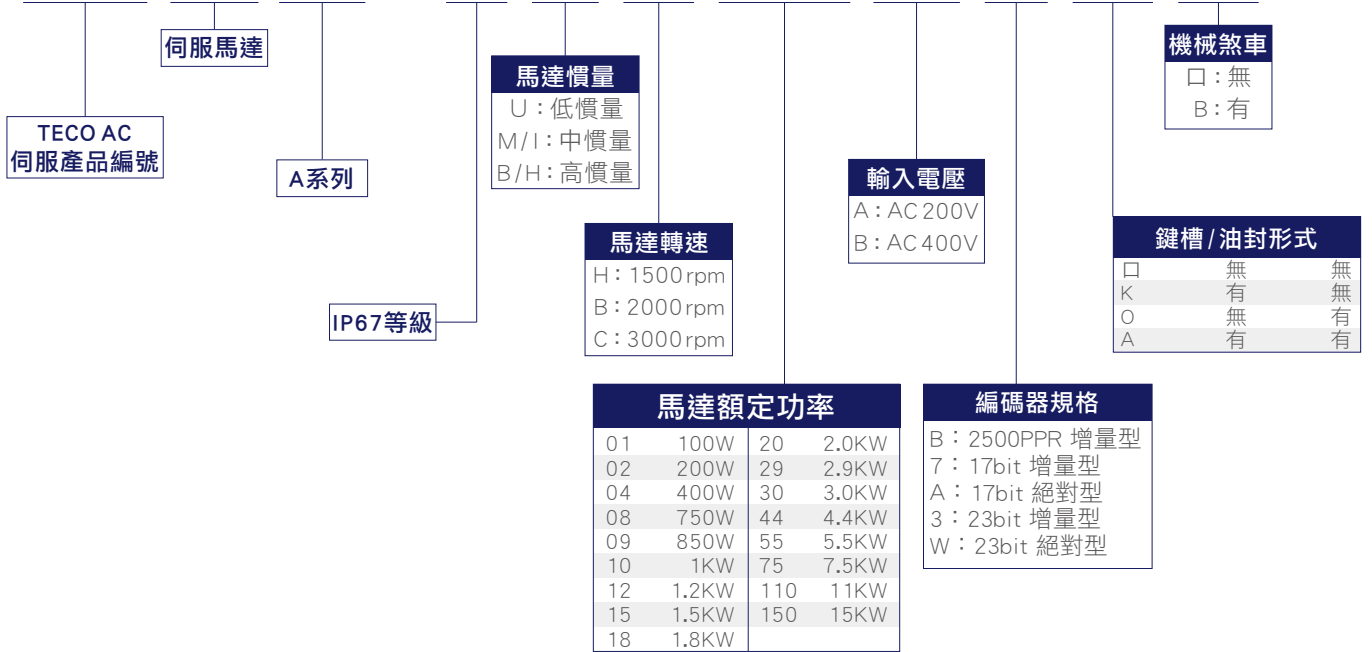 伺服馬達
TECO AC
伺服產品編號
A系列
IP67等級
馬達慣量
U：低慣量
M/I：中慣量
B/H：高慣量
馬達轉速
H：1500rpm
B：2000rpm
C：3000rpm
馬達額定功率
01 100W 20 2.0KW
02 200W 29 2.9KW
04 400W 30 3.0KW
08 750W 44 4.4KW
09 850W 55 5.5KW
10 1KW 75 7.5KW
12 1.2KW 110 11KW
15 1.5KW 150 15KW
18 1.8KW
輸入電壓
A：AC200V
B：AC400V
編碼器規格
B：2500PPR 增量型
7：17bit 增量型
A：17bit 絕對型
3：23bit 增量型
W：23bit 絕對型
鍵槽/油封形式
口 無 無
K 有 無
O 無 有
A 有 有
機械煞車
口：無
B：有